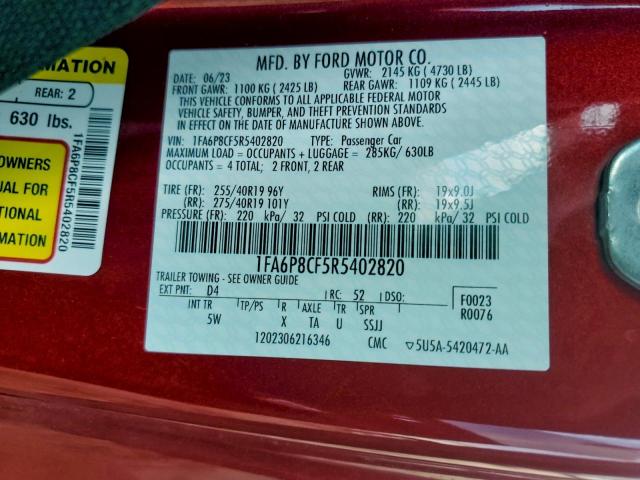 MFD. BY FORD MOTOR CO.
DATE: 06/23 GVWR: 2145 KG ( 4730 LB)
FRONT GAWR: 1100 KG ( 2425 LB) REAR GAWR: 1109 KG ( 2445 LB)
THIS VEHICLE CONFORMS TO ALL APPLICABLE FEDERAL MOTOR
VEHICLE SAFETY, BUMPER, AND THEFT PREVENTION STANDARDS
IN EFFECT ON THE DATE OF MANUFACTURE SHOWN ABOVE.
VIN: 1FA6P8CF5R5402820 TYPE: Passenger Car
MAXIMUM LOAD = OCCUPANTS + LUGGAGE = 285KG/ 630LB
OCCUPANTS = 4 TOTAL; 2 FRONT, 2 REAR
TIRE (FR): 255/40R19 96Y RIMS (FR): 19x9.0J
(RR): 275/40R19 101Y (RR): 19x9.5J
PRESSURE (FR): 220 kPa/ 32 PSI COLD (RR): 220 kPa/ 32 PSI COLD
1FA6P8CF5R5402820
TRAILER TOWING - SEE OWNER GUIDE
EXT PNT: D4 RC: 52 DSO: F0023
INT TR TP/PS R AXLE TR SPR R0076
5W X TA U SSJJ
1202306216346 CMC 5U5A-5420472-AA
RMATION
REAR: 2
630 lbs.
OWNERS
UAL FOR
TIONAL
RMATION
1FA6P8CF5R5402820